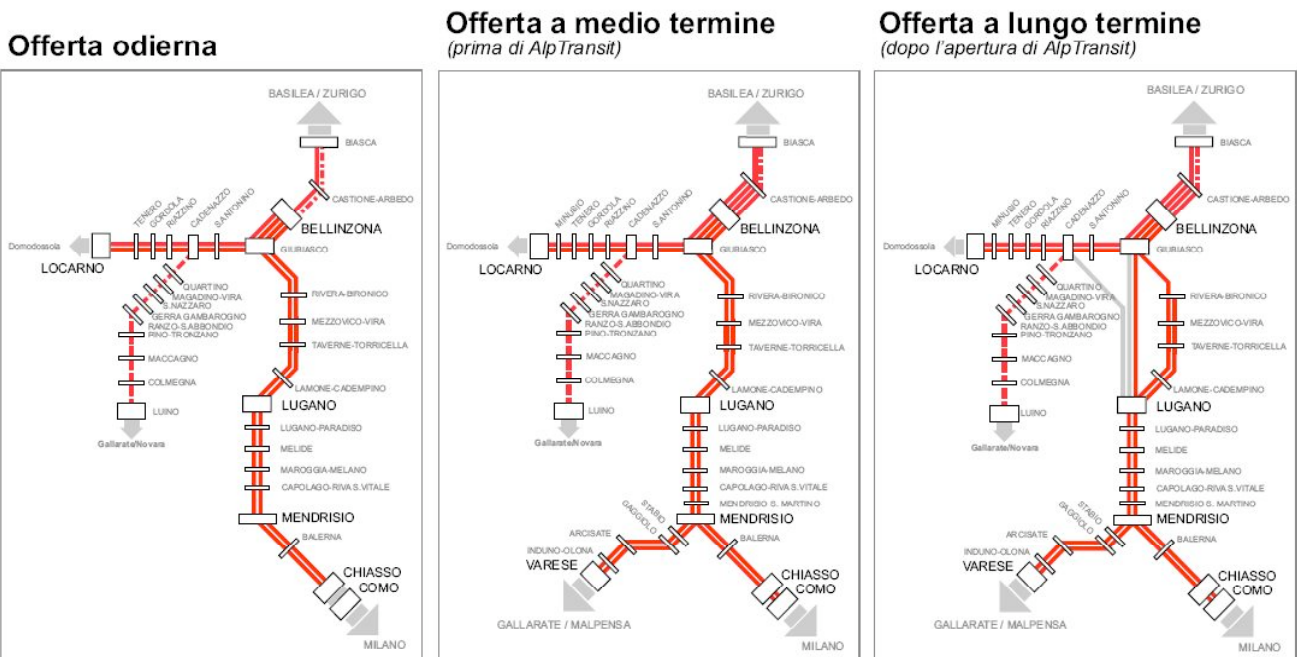 Offerta odierna
BASILEA / ZURIGO
BIASCA
CASTIONE-ARBEDO
TENERO
GORDOLA
RIAZZINO
CADENAZZO
S.ANTONINO
BELLINZONA
Domodossola
GIUBIASCO
LOCARNO
QUARTINO
MAGADINO-VIRA
S.NAZZARO
GERRA GAMBAROGNO
RANZO-S.ABBONDIO
PINO-TRONZANO
RIVERA-BIRONICO
MEZZOVICO-VIRA
TAVERNE-TORRICELLA
MACCAGNO
COLMEGNA
LAMONE-CADEMPINO
LUINO
LUGANO
Gallarate/Novara
LUGANO-PARADISO
MELIDE
MAROGGIA-MELANO
CAPOLAGO-RIVA S.VITALE
MENDRISIO
BALERNA
CHIASSO
COMO
MILANO
Offerta a medio termine
(prima di AlpTransit)
BASILEA / ZURIGO
BIASCA
CASTIONE-ARBEDO
MINUSIO
TENERO
GORDOLA
RIAZZINO
CADENAZZO
S.ANTONINO
BELLINZONA
Domodossola
GIUBIASCO
LOCARNO
QUARTINO
MAGADINO-VIRA
S.NAZZARO
GERRA GAMBAROGNO
RANZO-S.ABBONDIO
PINO-TRONZANO
RIVERA-BIRONICO
MEZZOVICO-VIRA
TAVERNE-TORRICELLA
MACCAGNO
COLMEGNA
LAMONE-CADEMPINO
LUINO
LUGANO
Gallarate/Novara
LUGANO-PARADISO
MELIDE
MAROGGIA-MELANO
CAPOLAGO-RIVA S.VITALE
MENDRISIO S. MARTINO
STABIO
GAGGIOLO
MENDRISIO
ARCISATE
BALERNA
INDUNO-OLONA
VARESE
CHIASSO
COMO
GALLARATE / MALPENSA
MILANO
Offerta a lungo termine
(dopo l'apertura di AlpTransit)
BASILEA / ZURIGO
BIASCA
CASTIONE-ARBEDO
MINUSIO
TENERO
GORDOLA
RIAZZINO
CADENAZZO
S.ANTONINO
BELLINZONA
Domodossola
GIUBIASCO
LOCARNO
QUARTINO
MAGADINO-VIRA
S.NAZZARO
GERRA GAMBAROGNO
RANZO-S.ABBONDIO
PINO-TRONZANO
RIVERA-BIRONICO
MEZZOVICO-VIRA
TAVERNE-TORRICELLA
MACCAGNO
COLMEGNA
LAMONE-CADEMPINO
LUINO
LUGANO
Gallarate/Novara
LUGANO-PARADISO
MELIDE
MAROGGIA-MELANO
CAPOLAGO-RIVA S.VITALE
MENDRISIO S. MARTINO
STABIO
GAGGIOLO
MENDRISIO
ARCISATE
BALERNA
INDUNO-OLONA
VARESE
CHIASSO
COMO
GALLARATE / MALPENSA
MILANO